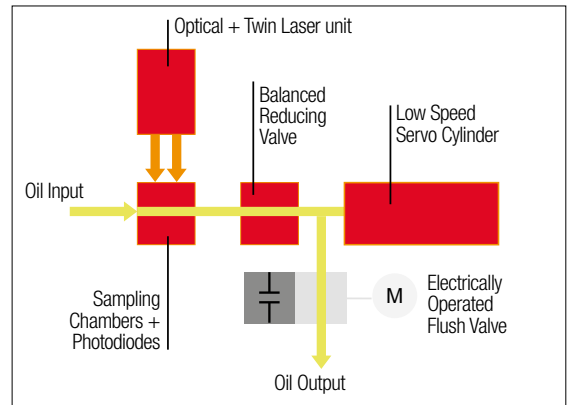 Optical + Twin Laser unit
Balanced
Reducing
Valve
Low Speed
Servo Cylinder
Oil Input
Sampling
Chambers +
Photodiodes
M
Electrically
Operated
Flush Valve
Oil Output